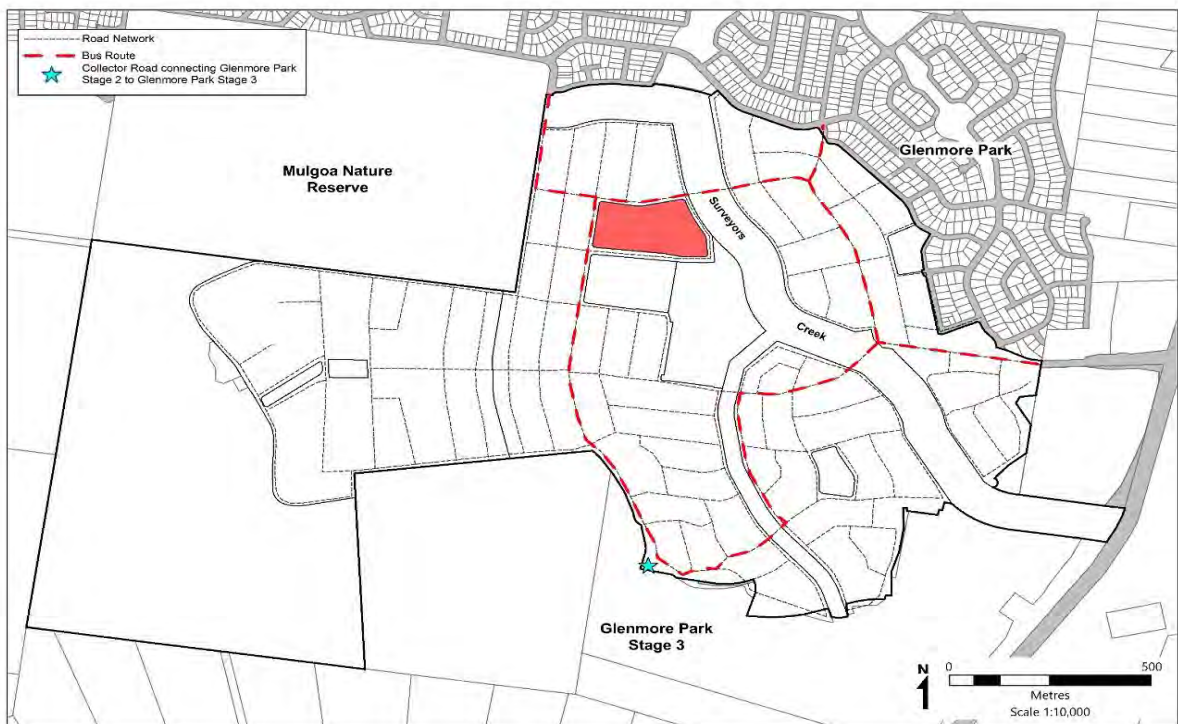 Road Network
Bus Route
Collector Road connecting Glenmore Park
Stage 2 to Glenmore Park Stage 3
Mulgoa Nature
Reserve
Glenmore Park
Surveyors
Creek
Glenmore Park
Stage 3
N
0 500
Metres
Scale 1:10,000